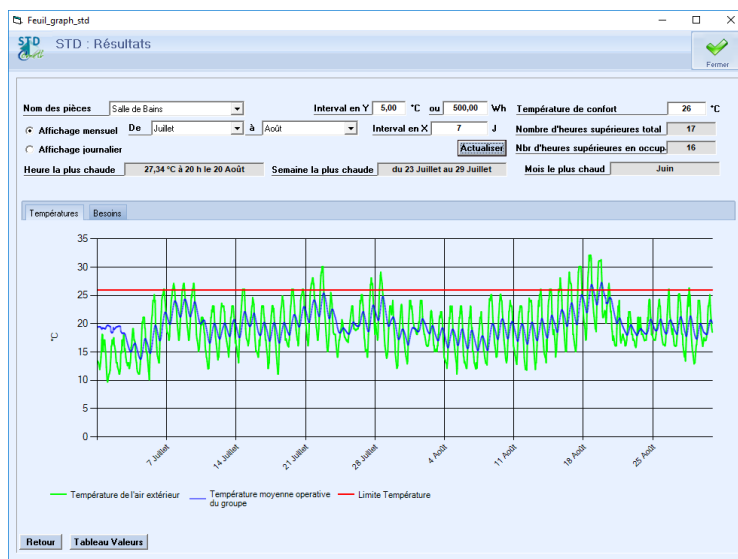 Feuil_graph_std
STD STD : Résultats
Fermer
Nom des pièces Salle de Bains Interval en Y 5,00 °C ou 500,00 Wh Température de confort 26 °C
Affichage mensuel De Juillet à Août Interval en X 7 J Nombre d'heures supérieures total 17
Affichage journalier Actualiser Nbr d'heures supérieures en occup. 16
Heure la plus chaude 27,34 °C à 20 h le 20 Août Semaine la plus chaude du 23 Juillet au 29 Juillet Mois le plus chaud Juin
Températures Besoins
35
30
25
20
15
10
5
0
°C
7 Juillet 14 Juillet 21 Juillet 28 Juillet 4 Août 11 Août 18 Août 25 Août
Température de l'air extérieur Température moyenne operative Limite Température
du groupe
Retour Tableau Valeurs